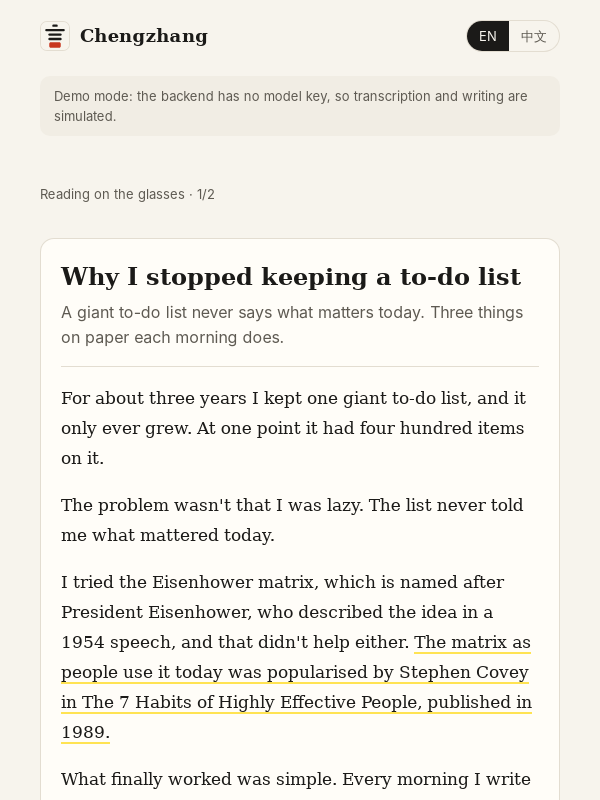 Chengzhang
EN
中文
Demo mode: the backend has no model key, so transcription and writing are
simulated.
Reading on the glasses · 1/2
Why I stopped keeping a to-do list
A giant to-do list never says what matters today. Three things
on paper each morning does.
For about three years I kept one giant to-do list, and it
only ever grew. At one point it had four hundred items
on it.
The problem wasn't that I was lazy. The list never told
me what mattered today.
I tried the Eisenhower matrix, which is named after
President Eisenhower, who described the idea in a
1954 speech, and that didn't help either. The matrix as
people use it today was popularised by Stephen Covey
in The 7 Habits of Highly Effective People, published in
1989.
What finally worked was simple. Every morning I write